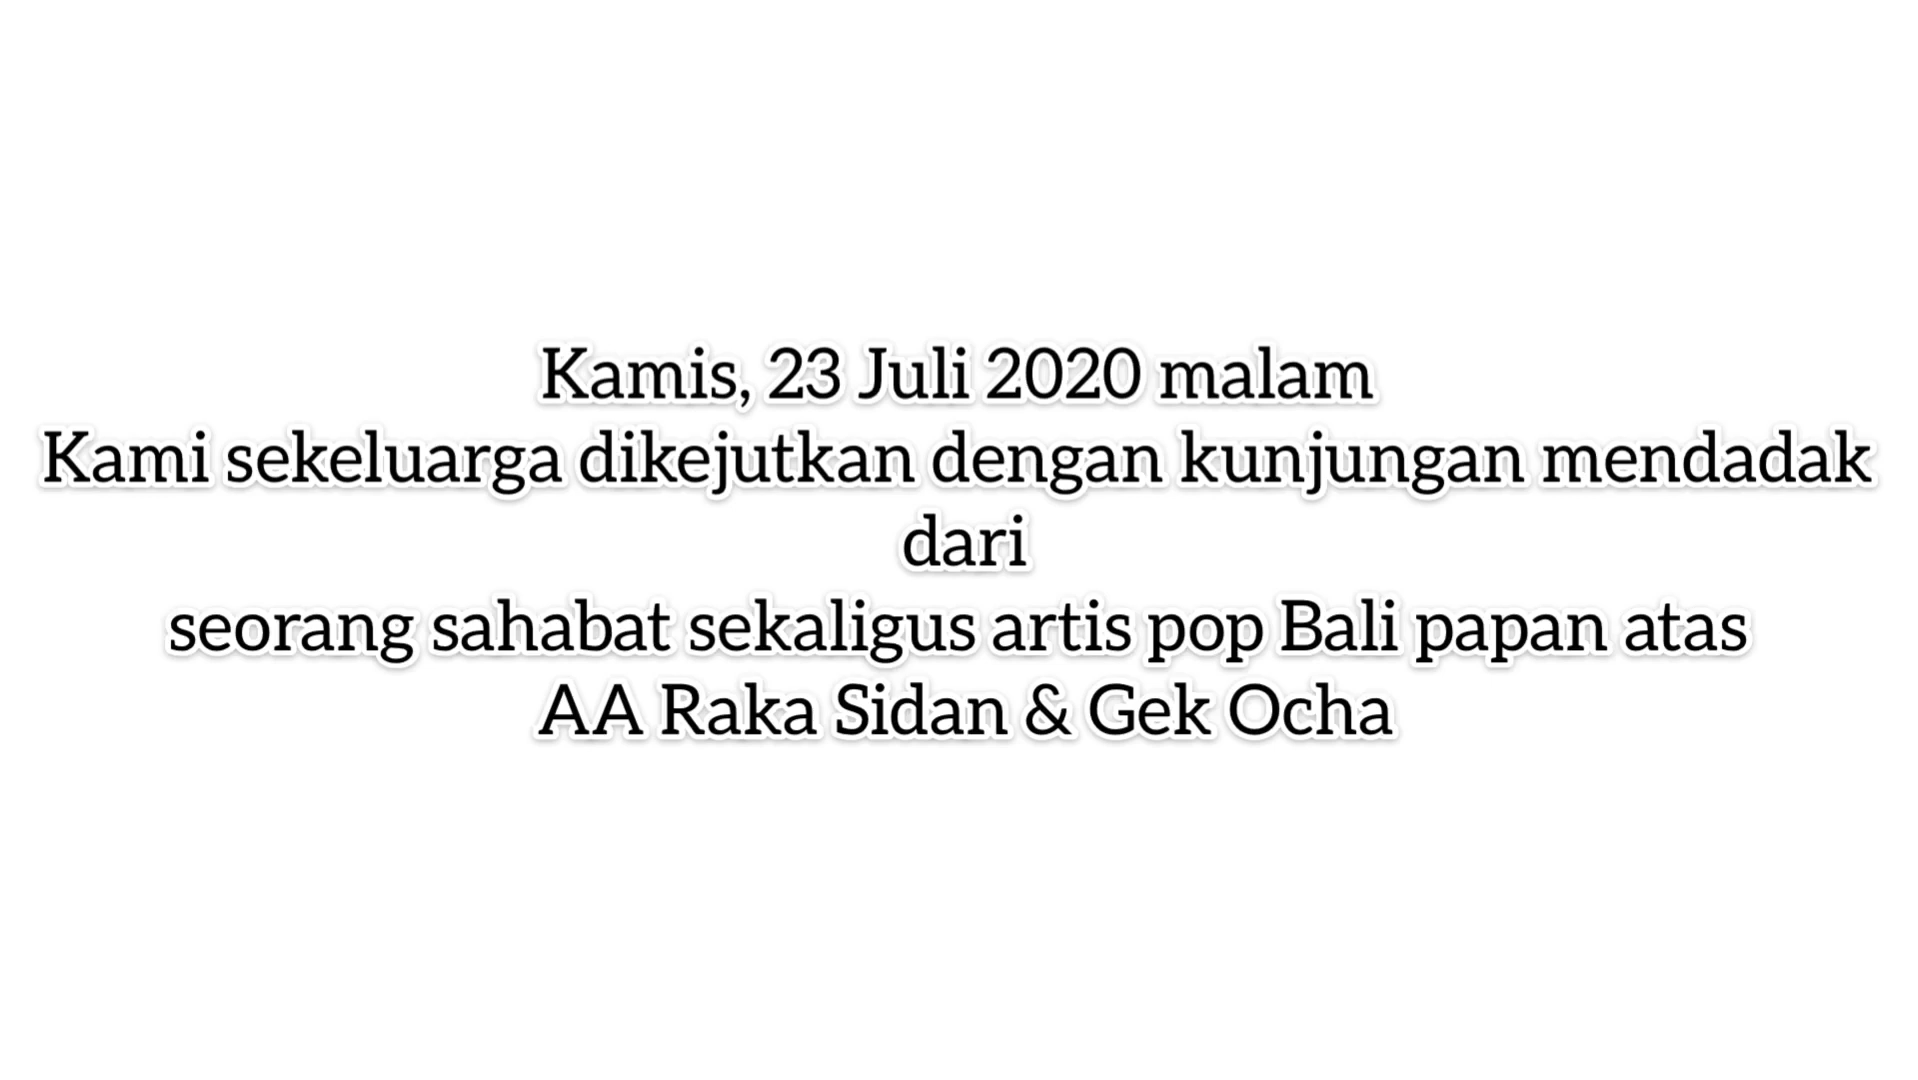 Kamis, 23 Juli 2020 malam
Kami sekeluarga dikejutkan dengan kunjungan mendadak
dari
seorang sahabat sekaligus artis pop Bali papan atas
AA Raka Sidan & Gek Ocha